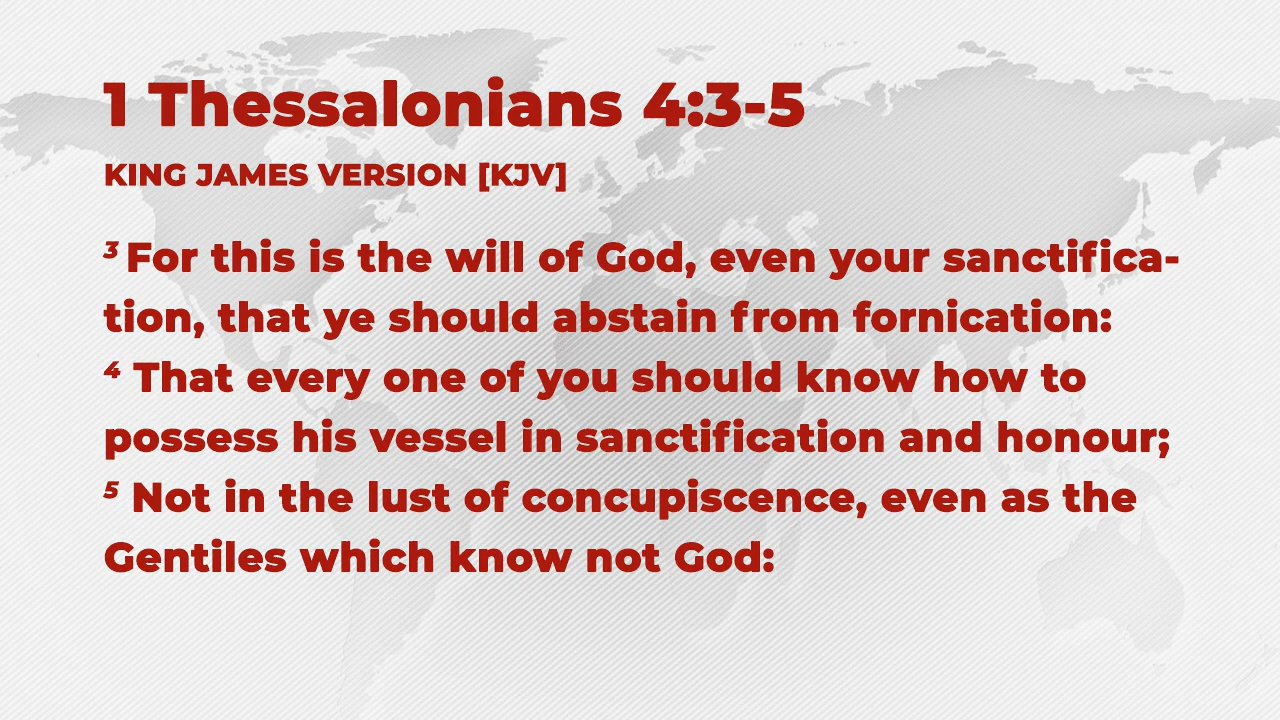 1 Thessalonians 4:3-5
KING JAMES VERSION [KJV]
³ For this is the will of God, even your sanctifica-
tion, that ye should abstain from fornication:
⁴ That every one of you should know how to
possess his vessel in sanctification and honour;
⁵ Not in the lust of concupiscence, even as the
Gentiles which know not God: